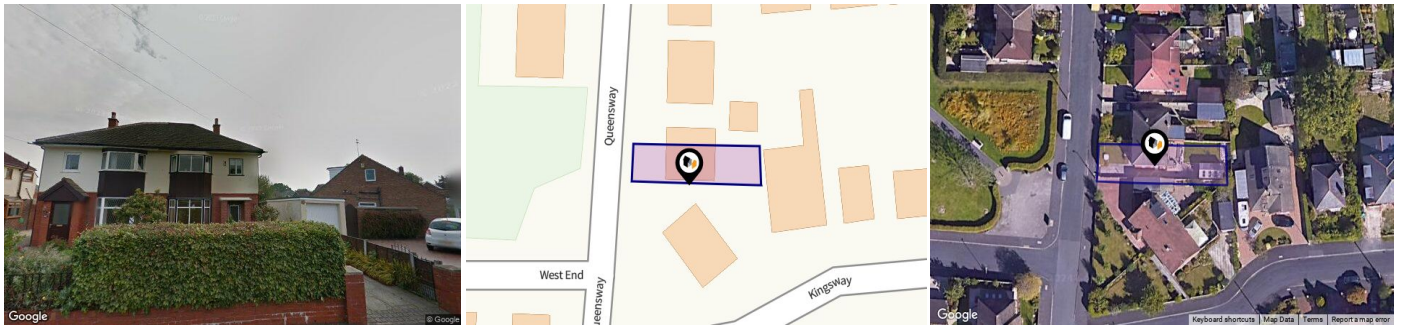 Google
© Google
Queensway
West End
Queensway
Kingsway
Google
Keyboard shortcuts
Map Data
Terms
Report a map error